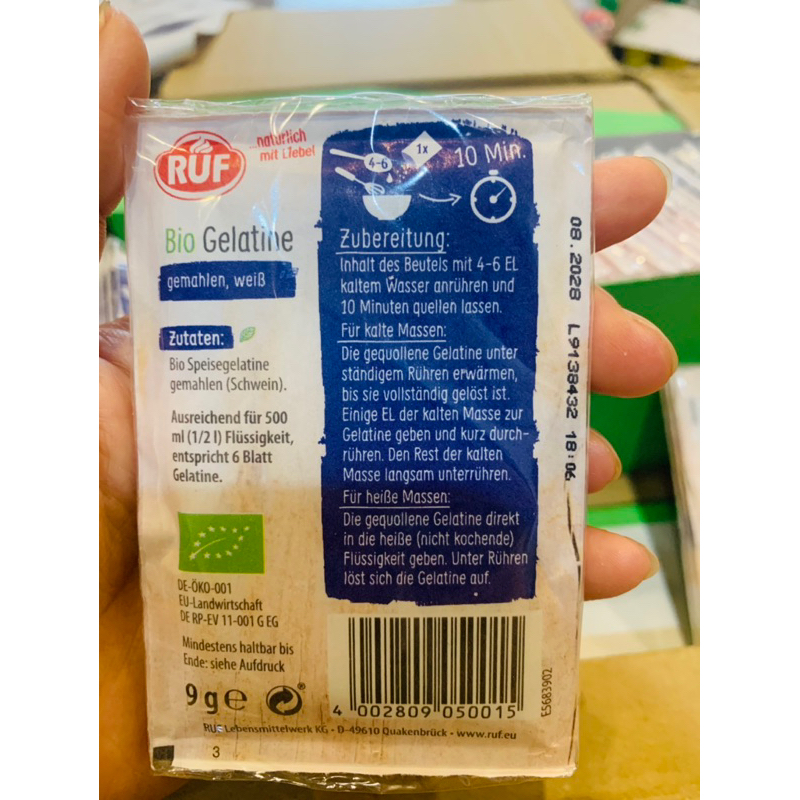 RUF
...natürlich
mit Liebe!
Bio Gelatine
gemahlen, weiß
Zutaten:
Bio Speisegelatine
gemahlen (Schwein).
Ausreichend für 500
ml (1/2 l) Flüssigkeit,
entspricht 6 Blatt
Gelatine.
DE-ÖKO-001
EU-Landwirtschaft
DE RP-EV 11-001 G EG
Mindestens haltbar bis
Ende: siehe Aufdruck
9 g e
4-6
1x
10 Min.
Zubereitung:
Inhalt des Beutels mit 4-6 EL
kaltem Wasser anrühren und
10 Minuten quellen lassen.
Für kalte Massen:
Die gequollene Gelatine unter
ständigem Rühren erwärmen,
bis sie vollständig gelöst ist.
Einige EL der kalten Masse zur
Gelatine geben und kurz durch-
rühren. Den Rest der kalten
Masse langsam unterrühren.
Für heiße Massen:
Die gequollene Gelatine direkt
in die heiße (nicht kochende)
Flüssigkeit geben. Unter Rühren
löst sich die Gelatine auf.
08.2028 L9138432 18:06
4 002809 050015
E5683902
RUF Lebensmittelwerk KG • D-49610 Quakenbrück • www.ruf.eu
3